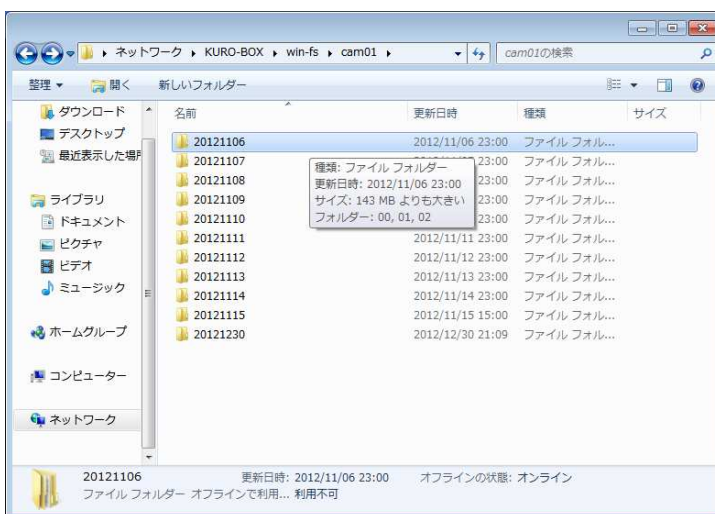 ネットワーク ▸ KURO-BOX ▸ win-fs ▸ cam01 ▸
cam01の検索
整理 ▼ 開く 新しいフォルダー
ダウンロード
デスクトップ
最近表示した場所
ライブラリ
ドキュメント
ピクチャ
ビデオ
ミュージック
ホームグループ
コンピューター
ネットワーク
名前 更新日時 種類 サイズ
20121106 2012/11/06 23:00 ファイル フォル...
20121107 23:00 ファイル フォル...
20121108 23:00 ファイル フォル...
20121109 23:00 ファイル フォル...
20121110 23:00 ファイル フォル...
20121111 2012/11/11 23:00 ファイル フォル...
20121112 2012/11/12 23:00 ファイル フォル...
20121113 2012/11/13 23:00 ファイル フォル...
20121114 2012/11/14 23:00 ファイル フォル...
20121115 2012/11/15 15:00 ファイル フォル...
20121230 2012/12/30 21:09 ファイル フォル...
種類: ファイル フォルダー
更新日時: 2012/11/06 23:00
サイズ: 143 MB よりも大きい
フォルダー: 00, 01, 02
20121106 更新日時: 2012/11/06 23:00 オフラインの状態: オンライン
ファイル フォルダー オフラインで利用... 利用不可